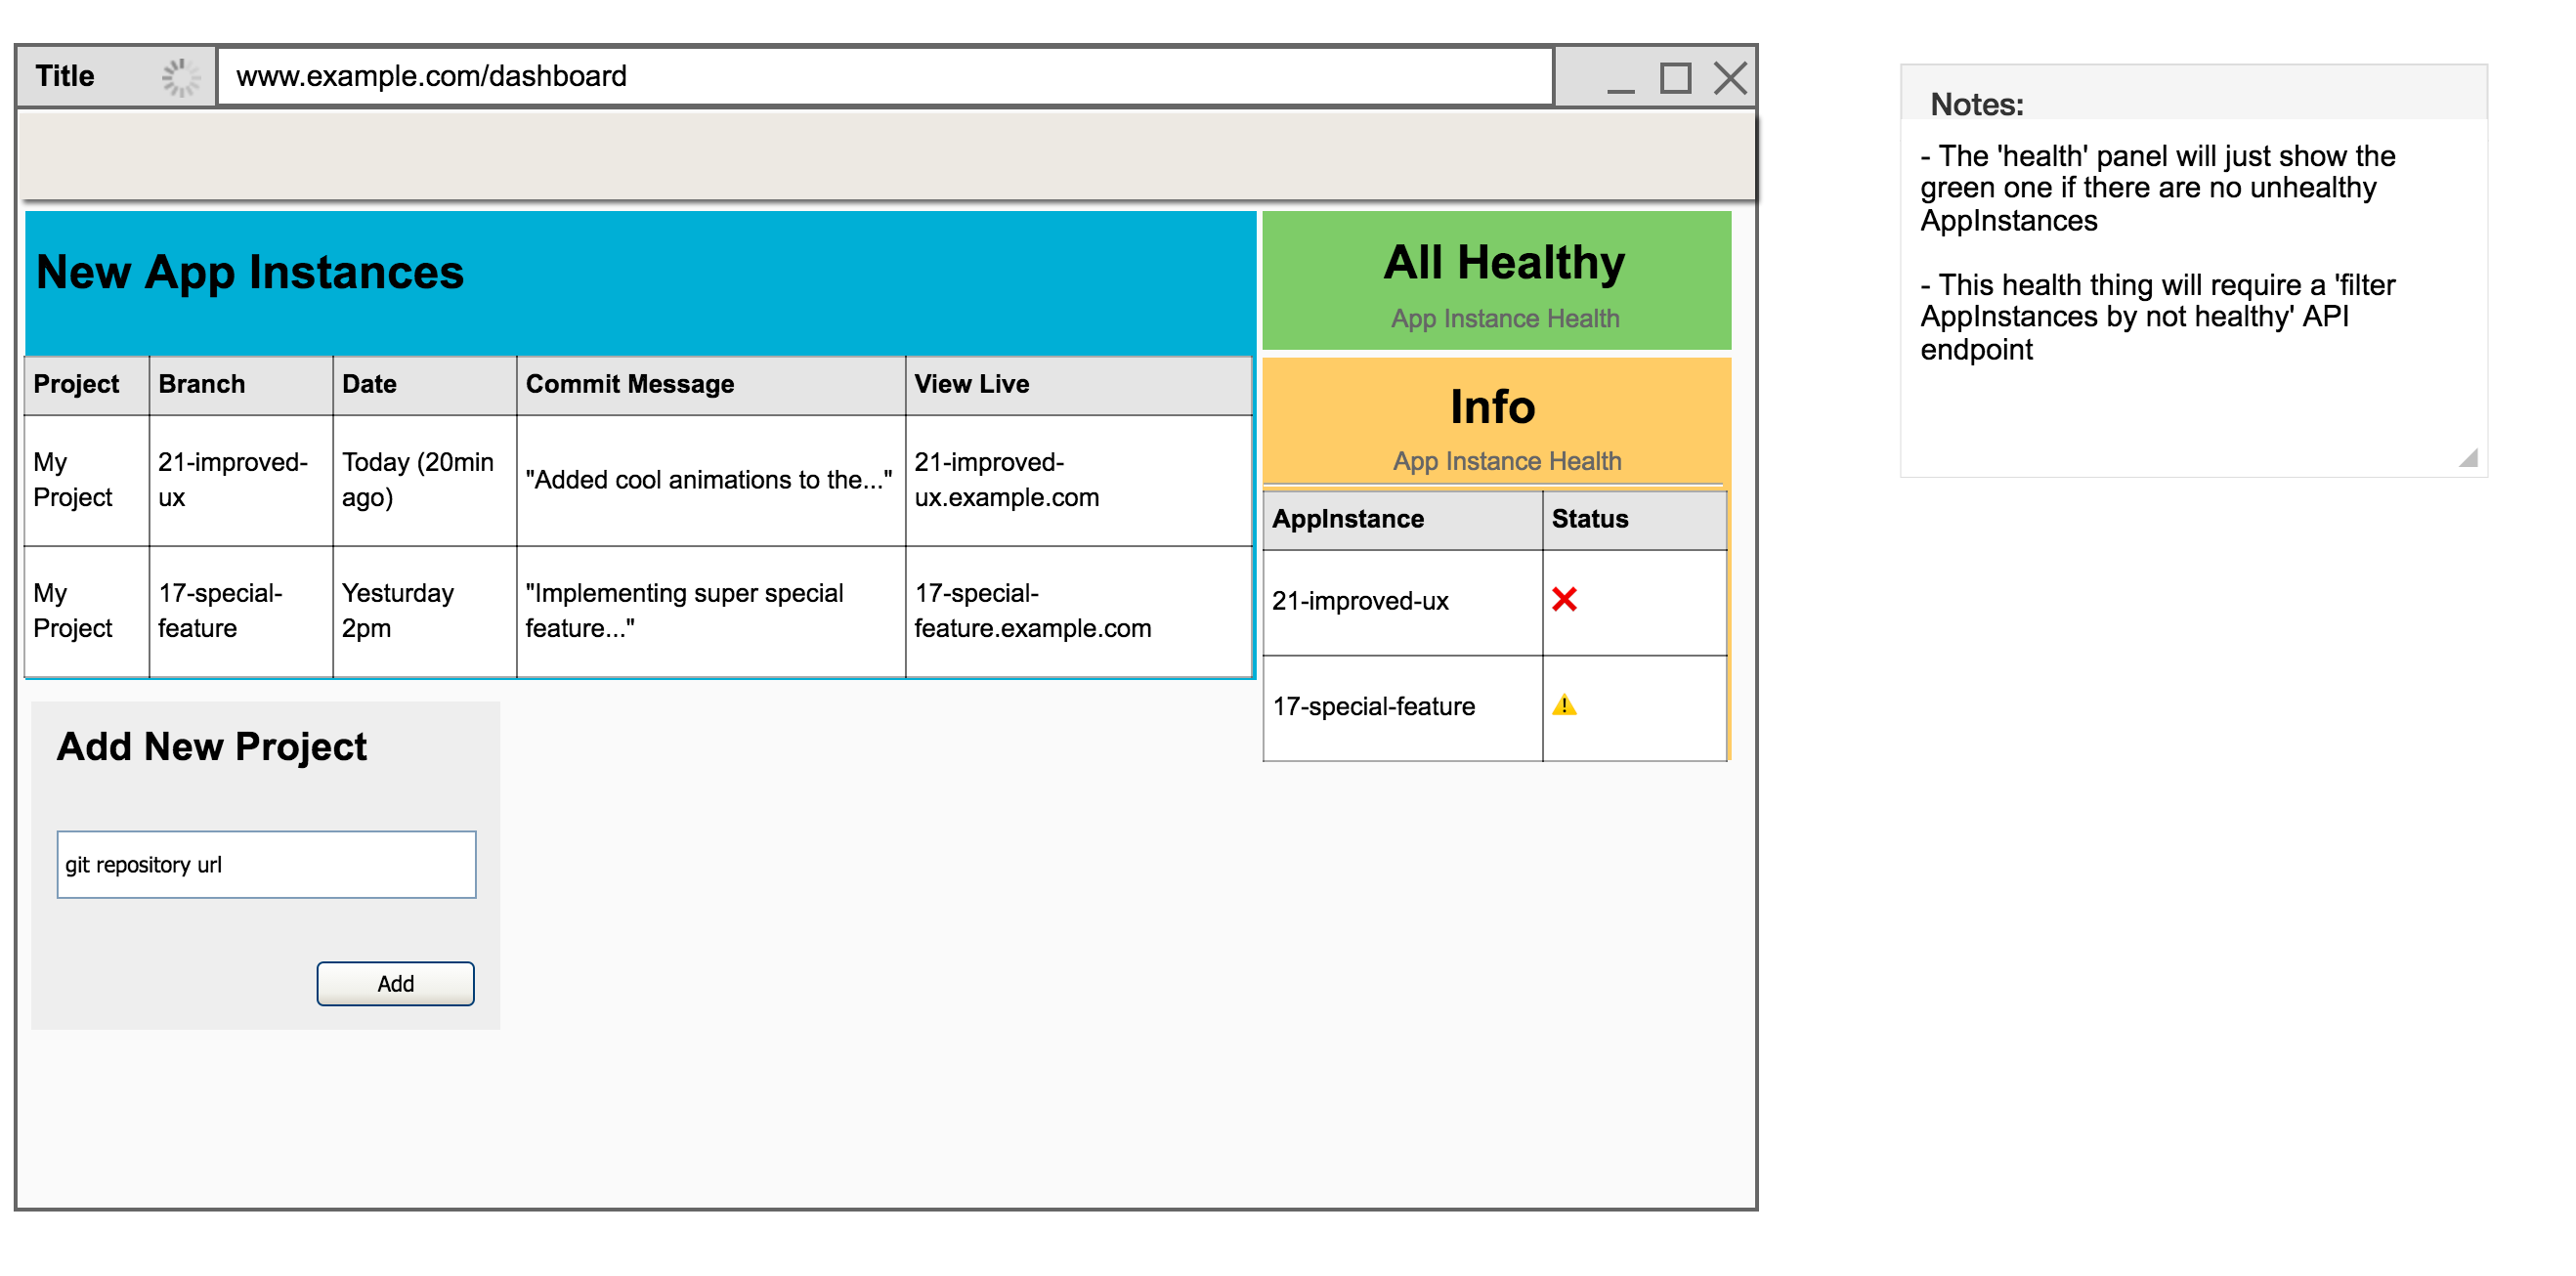 Title
www.example.com/dashboard
New App Instances
Project Branch Date Commit Message View Live
My
Project
21-improved-
ux
Today (20min
ago)
"Added cool animations to the..."
21-improved-
ux.example.com
My
Project
17-special-
feature
Yesturday
2pm
"Implementing super special
feature..."
17-special-
feature.example.com
All Healthy
App Instance Health
Info
App Instance Health
AppInstance Status
21-improved-ux
17-special-feature
Add New Project
git repository url
Add
Notes:
- The 'health' panel will just show the
green one if there are no unhealthy
AppInstances
- This health thing will require a 'filter
AppInstances by not healthy' API
endpoint